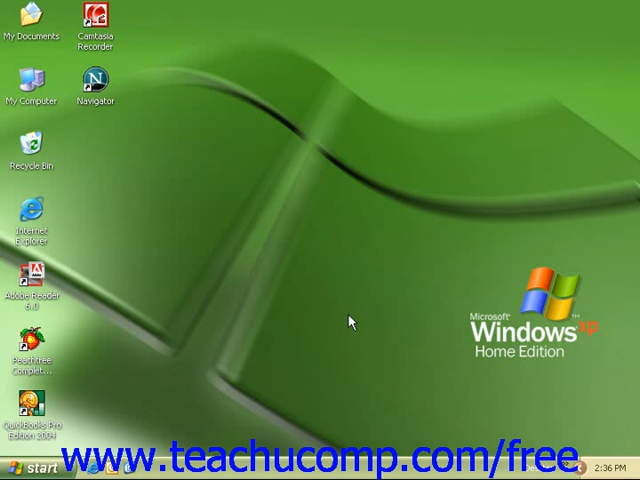 My Documents
Camtasia
Recorder
My Computer
Navigator
Recycle Bin
Internet
Explorer
Adobe Reader
6.0
Peachtree
Complet...
QuickBooks Pro
Edition 2004
Microsoft
Windows xp
Home Edition
www.teachucomp.com/free
start
2:36 PM